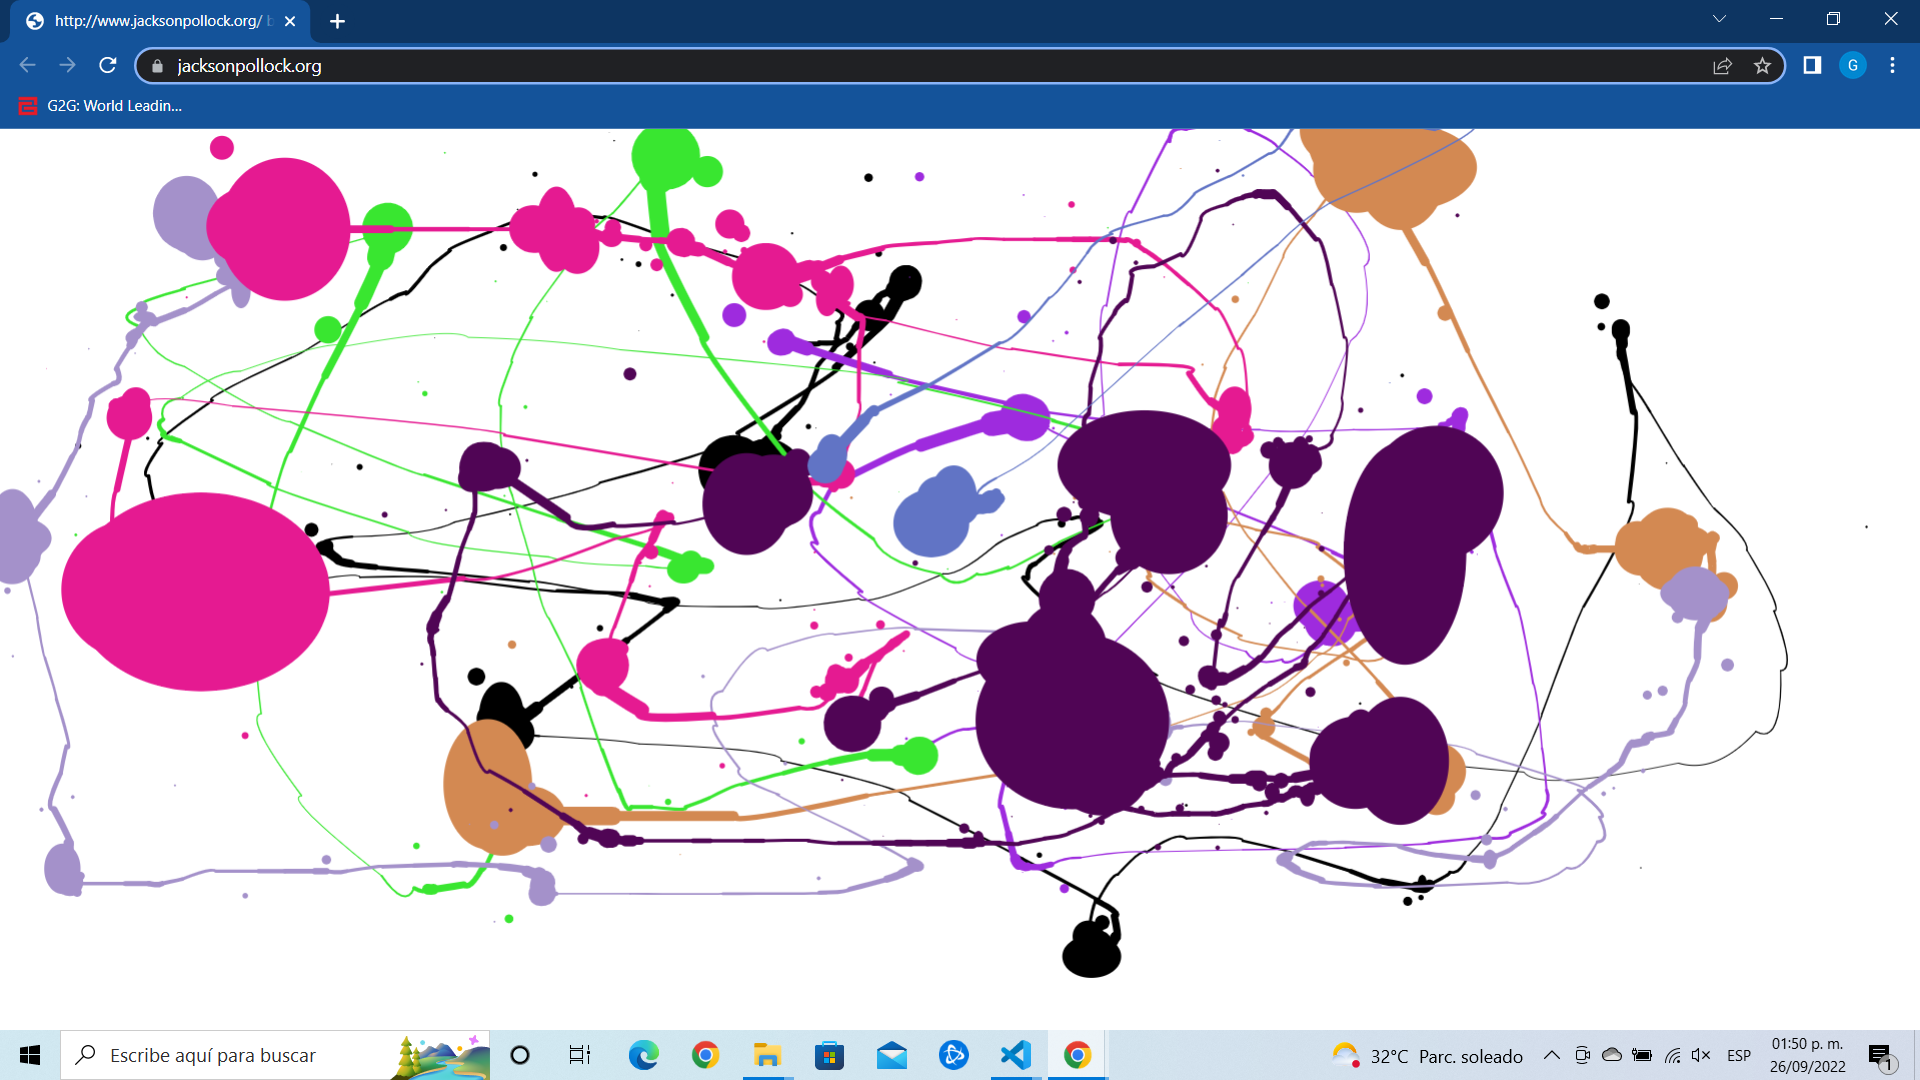 http://www.jacksonpollock.org/
jacksonpollock.org
G
G2G: World Leadin...
Escribe aquí para buscar
32°C Parc. soleado
ESP
01:50 p. m.
26/09/2022
1